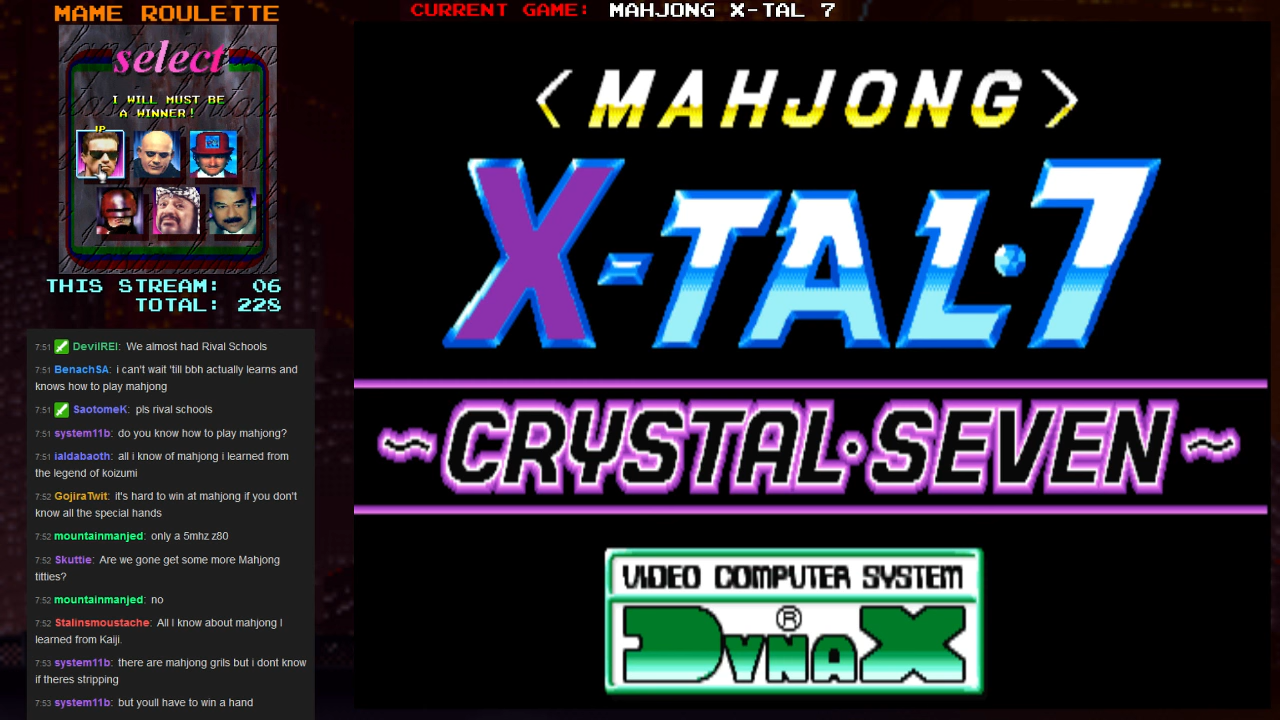 MAME ROULETTE
select
I WILL MUST BE
A WINNER!
1P
THIS STREAM: 06
TOTAL: 228
7:51 DevilREI: We almost had Rival Schools
7:51 BenachSA: i can't wait 'till bbh actually learns and
knows how to play mahjong
7:51 SaotomeK: pls rival schools
7:51 system11b: do you know how to play mahjong?
7:51 ialdabaoth: all i know of mahjong i learned from
the legend of koizumi
7:52 GojiraTwit: it's hard to win at mahjong if you don't
know all the special hands
7:52 mountainmanjed: only a 5mhz z80
7:52 Skuttie: Are we gone get some more Mahjong
titties?
7:52 mountainmanjed: no
7:52 Stalinsmoustache: All I know about mahjong I
learned from Kaiji.
7:53 system11b: there are mahjong grils but i dont know
if theres stripping
7:53 system11b: but youll have to win a hand
CURRENT GAME: MAHJONG X-TAL 7
<MAHJONG>
X-TAL·7
~CRYSTAL·SEVEN~
VIDEO COMPUTER SYSTEM
®
DYNAX